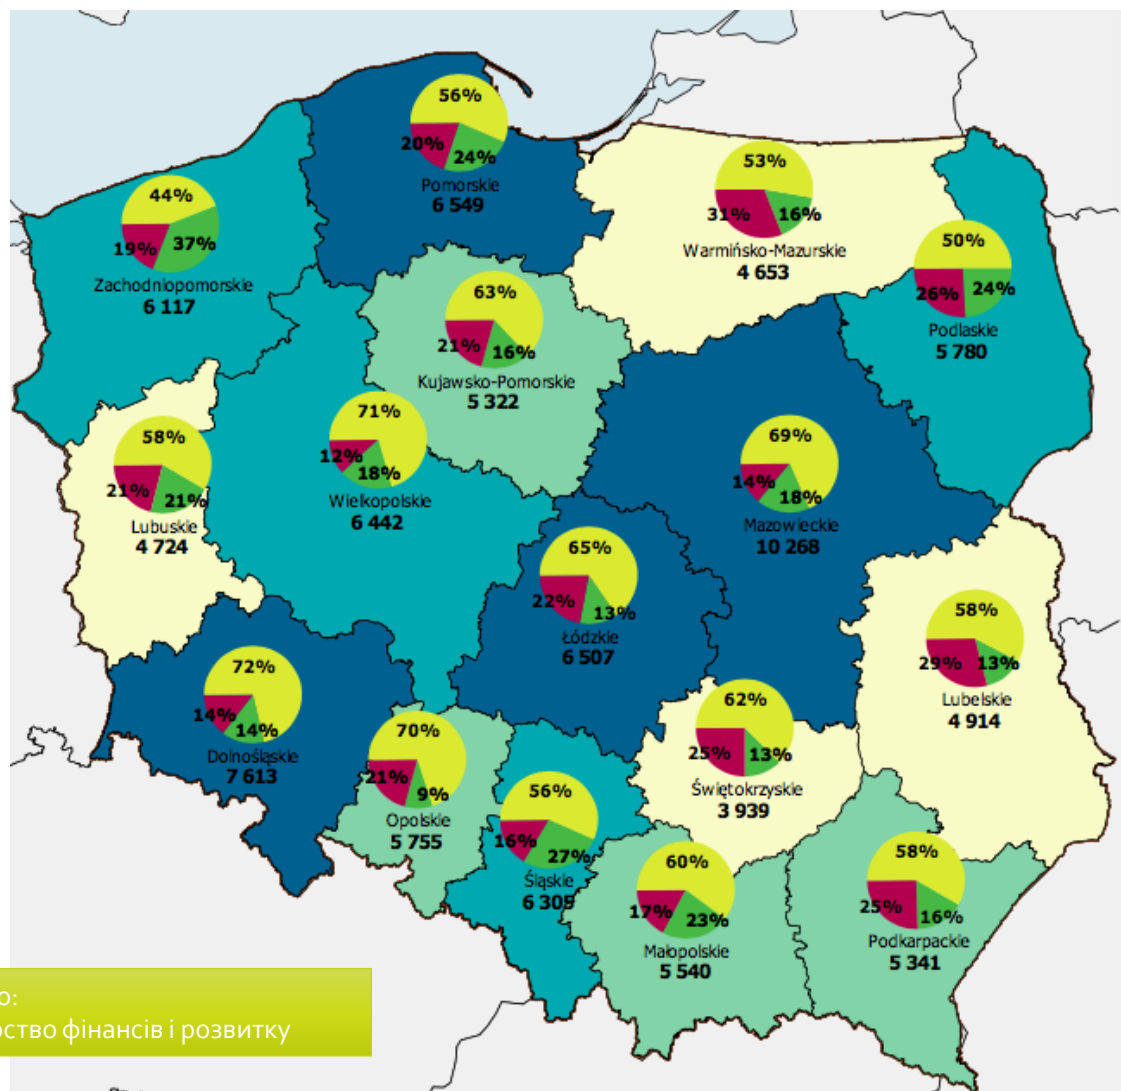 56%
20% 24%
Pomorskie
6 549
53%
31% 16%
Warmińsko-Mazurskie
4 653
44%
19% 37%
Zachodniopomorskie
6 117
50%
26% 24%
Podlaskie
5 780
63%
21% 16%
Kujawsko-Pomorskie
5 322
71%
12% 18%
Wielkopolskie
6 442
58%
21% 21%
Lubuskie
4 724
69%
14% 18%
Mazowieckie
10 268
65%
22% 13%
Łódzkie
6 507
58%
29% 13%
Lubelskie
4 914
72%
14% 14%
Dolnośląskie
7 613
62%
25% 13%
Świętokrzyskie
3 939
70%
21% 9%
Opolskie
5 755
56%
16% 27%
Śląskie
6 305
60%
17% 23%
Małopolskie
5 540
58%
25% 16%
Podkarpackie
5 341
фінансів і розвитку